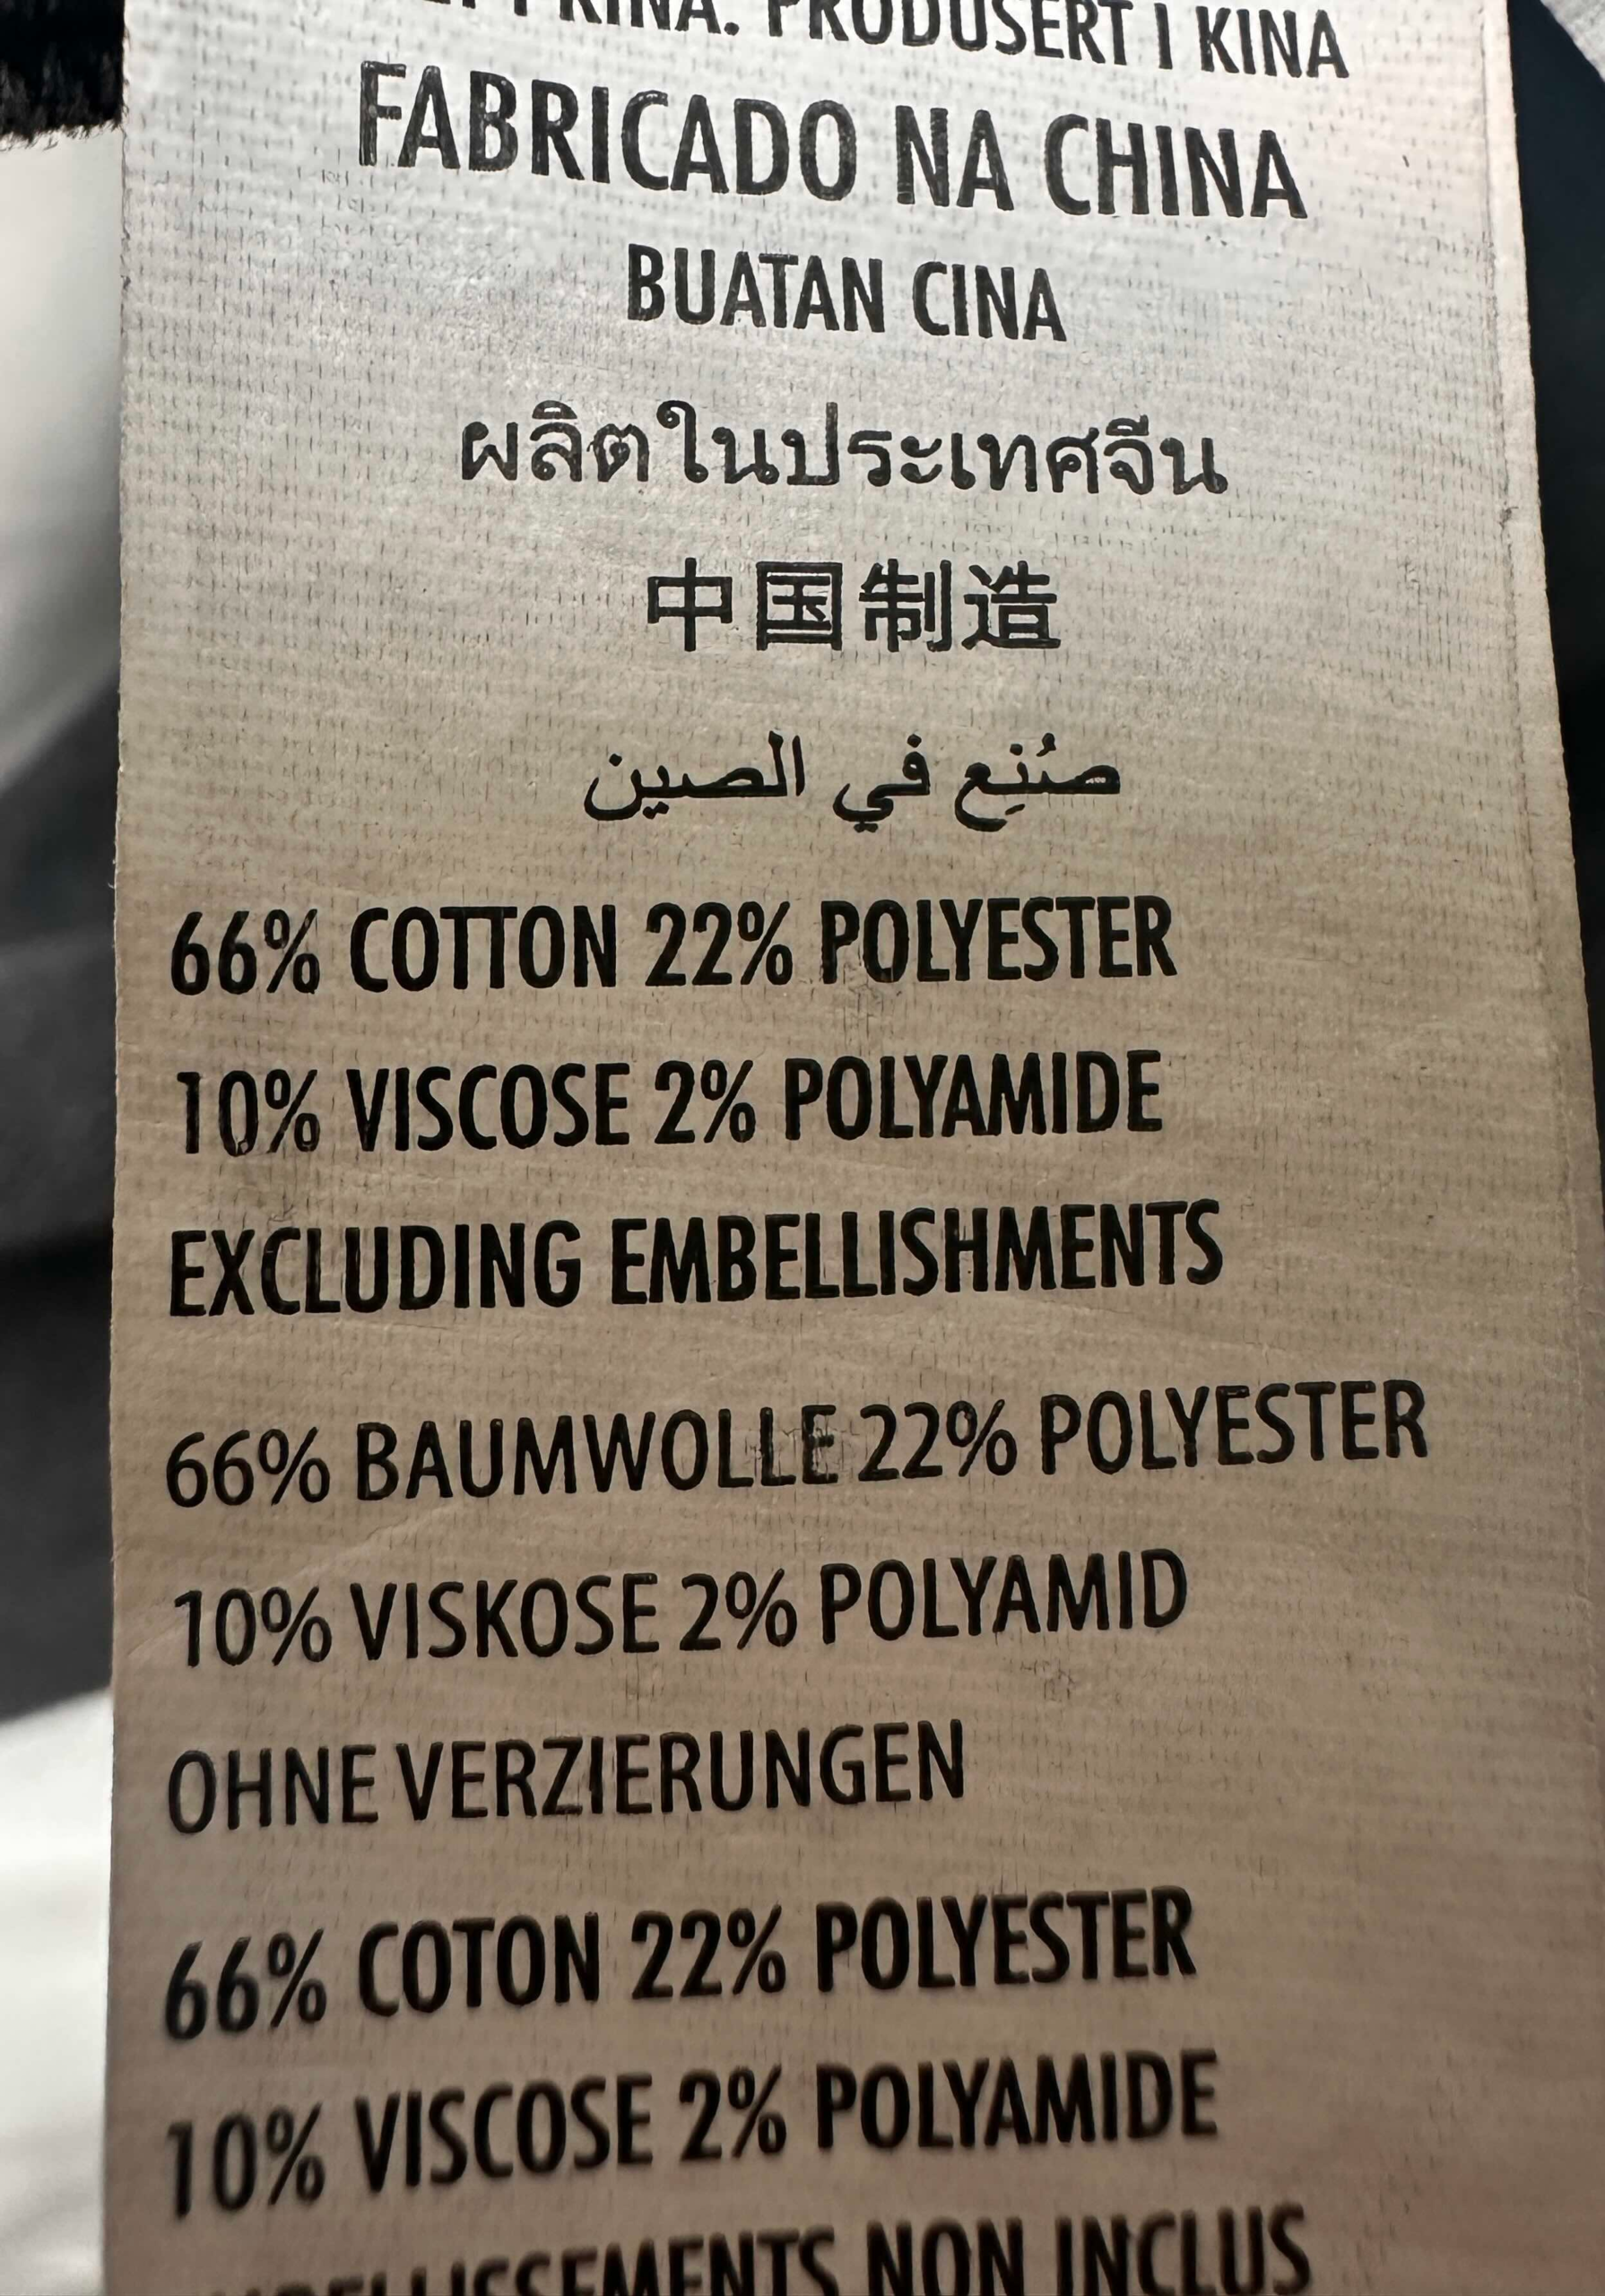 I KINA. PRODUSERT I KINA
FABRICADO NA CHINA
BUATAN CINA
ผลิตในประเทศจีน
中国制造
صُنِع في الصين
66% COTTON 22% POLYESTER
10% VISCOSE 2% POLYAMIDE
EXCLUDING EMBELLISHMENTS
66% BAUMWOLLE 22% POLYESTER
10% VISKOSE 2% POLYAMID
OHNE VERZIERUNGEN
66% COTON 22% POLYESTER
10% VISCOSE 2% POLYAMIDE
NON INCLUS